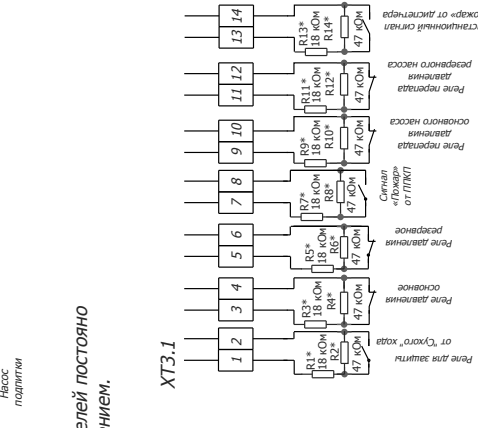 Насос
подпитки
елей постояно
нием.
XT3.1
1 2
3 4
5 6
7 8
9 10
11 12
13 14
R1*
18 кОм
R2*
47 кОм
R3*
18 кОм
R4*
47 кОм
R5*
18 кОм
R6*
47 кОм
R7*
18 кОм
R8*
47 кОм
R9*
18 кОм
R10*
47 кОм
R11*
18 кОм
R12*
47 кОм
R13*
18 кОм
R14*
47 кОм
Реле для защиты
от "Сухого" хода
Реле давления
основное
Реле давления
резервное
Сигнал
«Пожар»
от ППКП
Реле перепада
давления
основного насоса
Реле перепада
давления
резервного насоса
станционный сигнал
пожар» от диспетчера